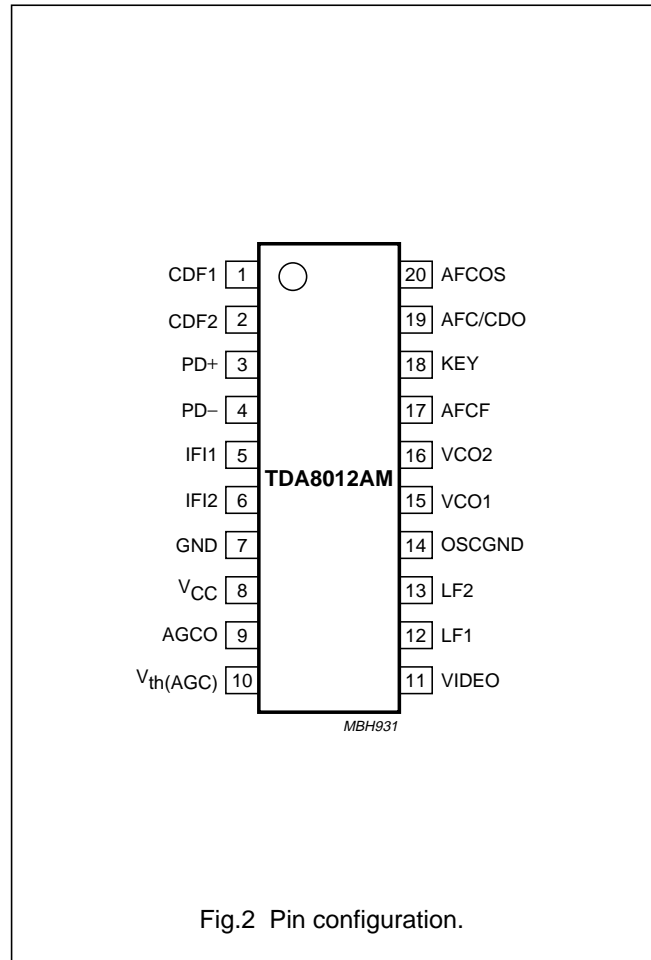 CDF1 1 20 AFCOS
CDF2 2 19 AFC/CDO
PD+ 3 18 KEY
PD− 4 17 AFCF
IFI1 5 16 VCO2
TDA8012AM
IFI2 6 15 VCO1
GND 7 14 OSCGND
VCC 8 13 LF2
AGCO 9 12 LF1
Vth(AGC) 10 11 VIDEO
MBH931
Fig.2 Pin configuration.